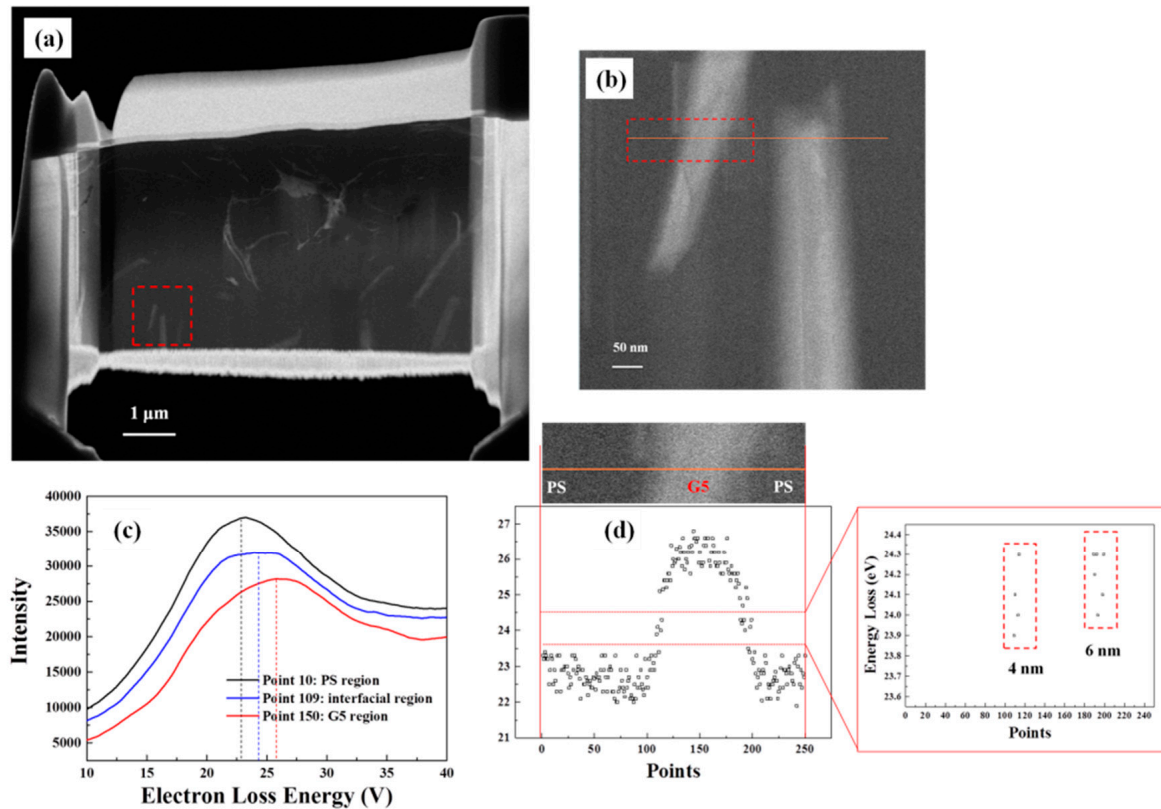 (a)
1 μm
(b)
50 nm
(c)
40000
35000
30000
25000
20000
15000
10000
5000
Intensity
Point 10: PS region
Point 109: interfacial region
Point 150: G5 region
10 15 20 25 30 35 40
Electron Loss Energy (V)
PS G5 PS
(d)
27
26
25
24
23
22
21
0 50 100 150 200 250
Points
Energy Loss (eV)
24.4
24.3
24.2
24.1
24.0
23.9
23.8
23.7
23.6
4 nm
6 nm
0 20 40 60 80 100 120 140 160 180 200 220 240
Points